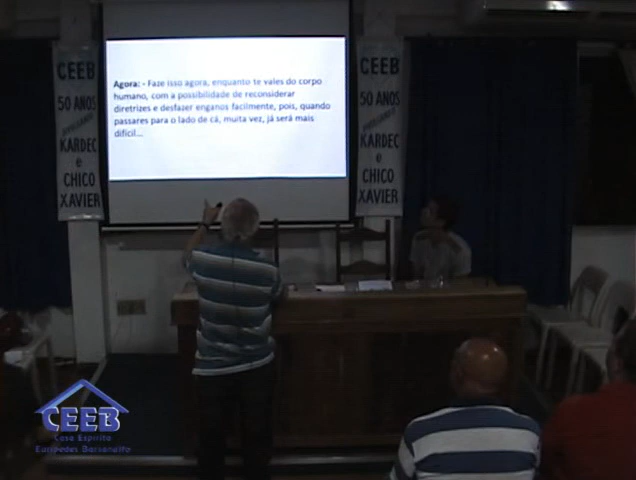 Agora: - Faze isso agora, enquanto te vales do corpo
humano, com a possibilidade de reconsiderar
diretrizes e desfazer enganos facilmente, pois, quando
passares para o lado de cá, muita vez, já será mais
difícil...
CEEB
50 ANOS
KARDEC
e
CHICO
XAVIER
CEEB
50 ANOS
KARDEC
e
CHICO
XAVIER
CEEB
Casa Espírita
Eurípedes Barsanulfo